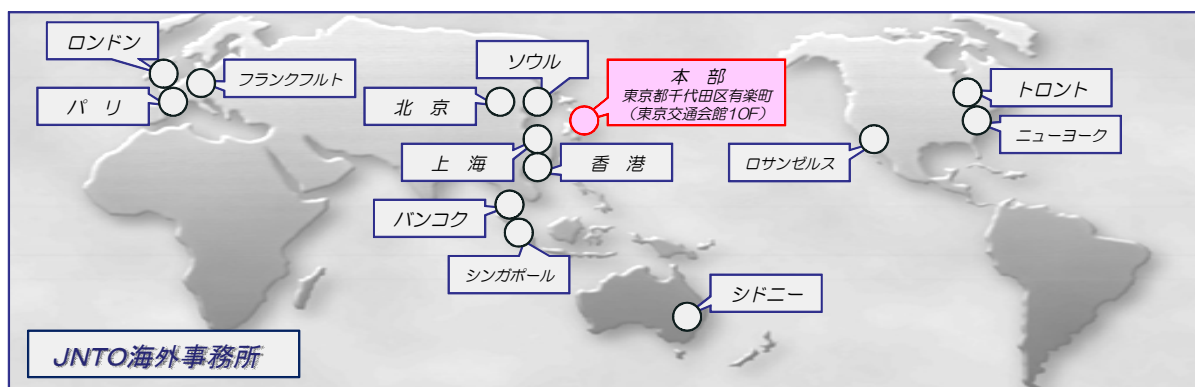 ロンドン
フランクフルト
パ リ
北 京
ソウル
本 部
東京都千代田区有楽町
（東京交通会館10F）
トロント
ニューヨーク
ロサンゼルス
上 海
香 港
バンコク
シンガポール
シドニー
JNTO海外事務所